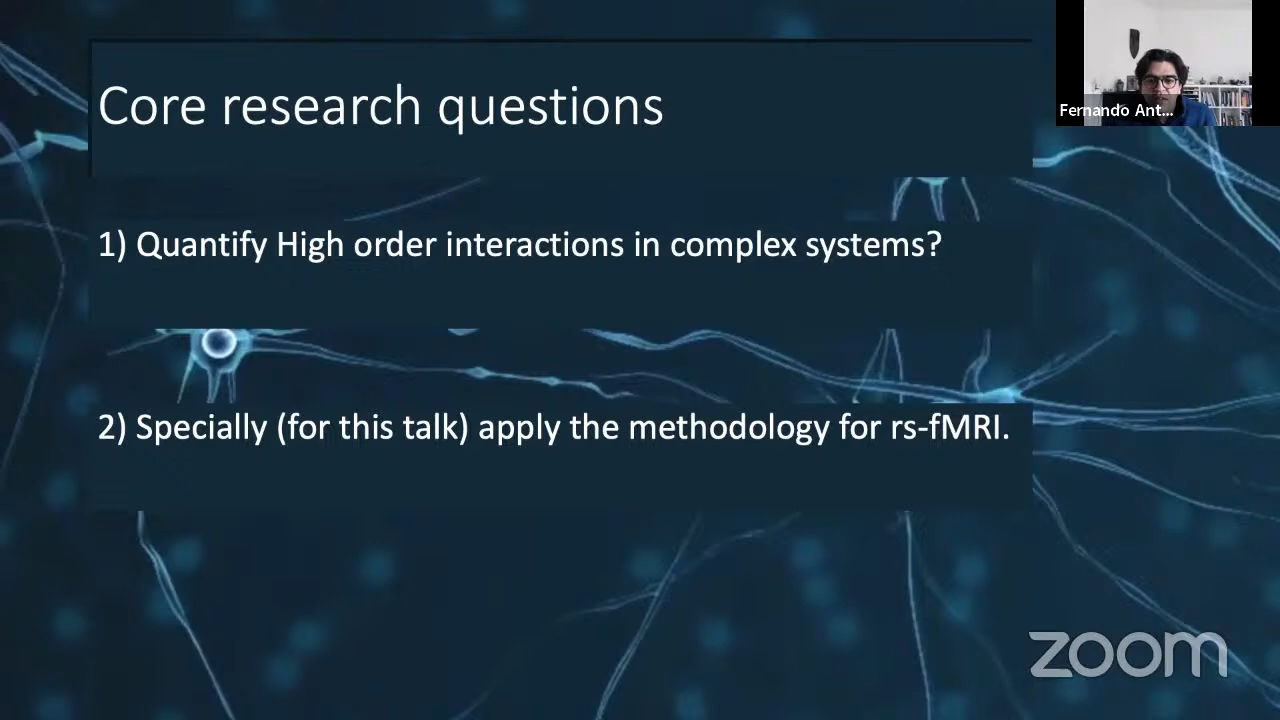 Core research questions
Fernando Ant...
1) Quantify High order interactions in complex systems?
2) Specially (for this talk) apply the methodology for rs-fMRI.
zoom